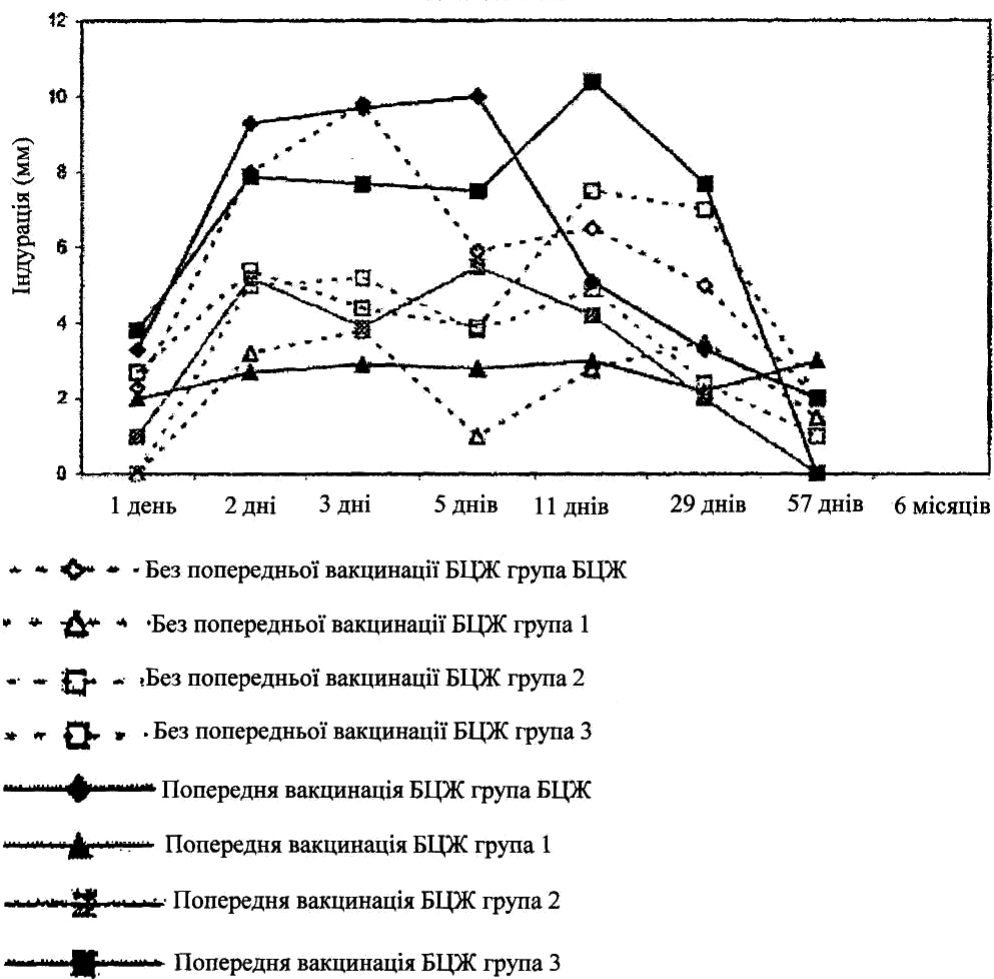 12
10
8
6
4
2
0
Індурація (мм)
1 день 2 дні 3 дні 5 днів 11 днів 29 днів 57 днів 6 місяців
Без попередньої вакцинації БЦЖ група БЦЖ
Без попередньої вакцинації БЦЖ група 1
Без попередньої вакцинації БЦЖ група 2
Без попередньої вакцинації БЦЖ група 3
Попередня вакцинація БЦЖ група БЦЖ
Попередня вакцинація БЦЖ група 1
Попередня вакцинація БЦЖ група 2
Попередня вакцинація БЦЖ група 3